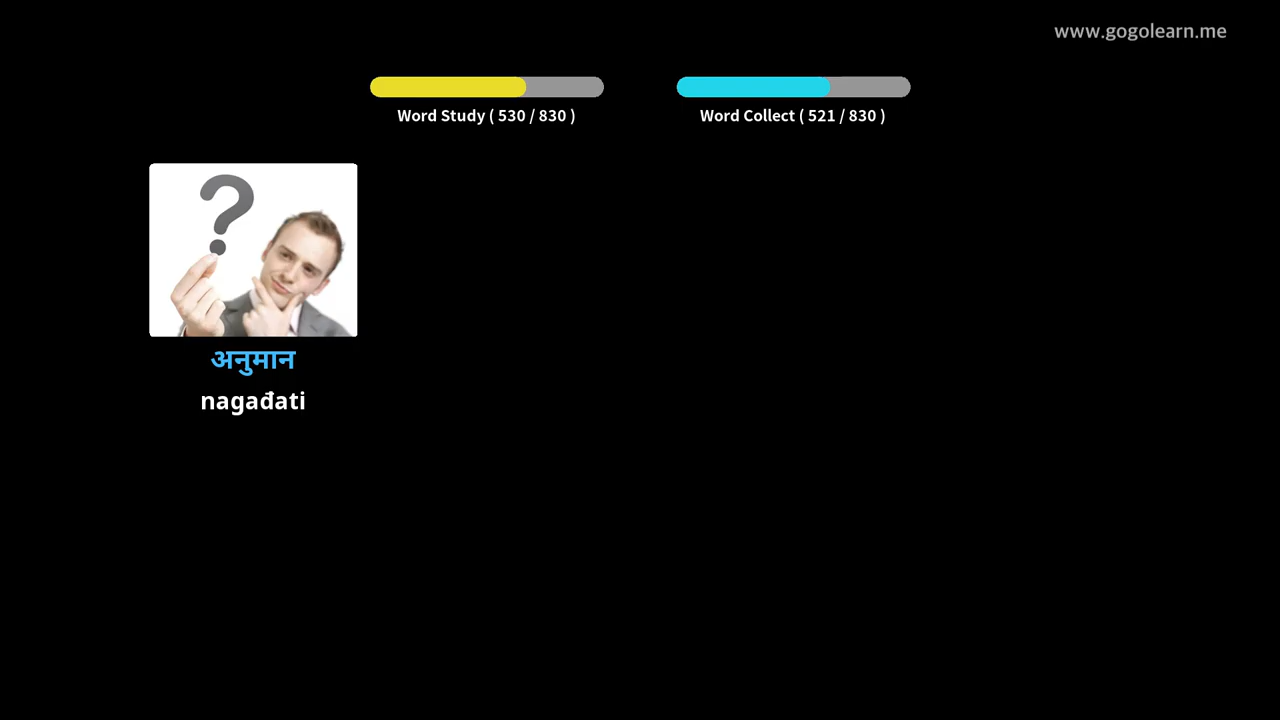 www.gogolearn.me
Word Study ( 530 / 830 )
Word Collect ( 521 / 830 )
?
अनुमान
nagađati